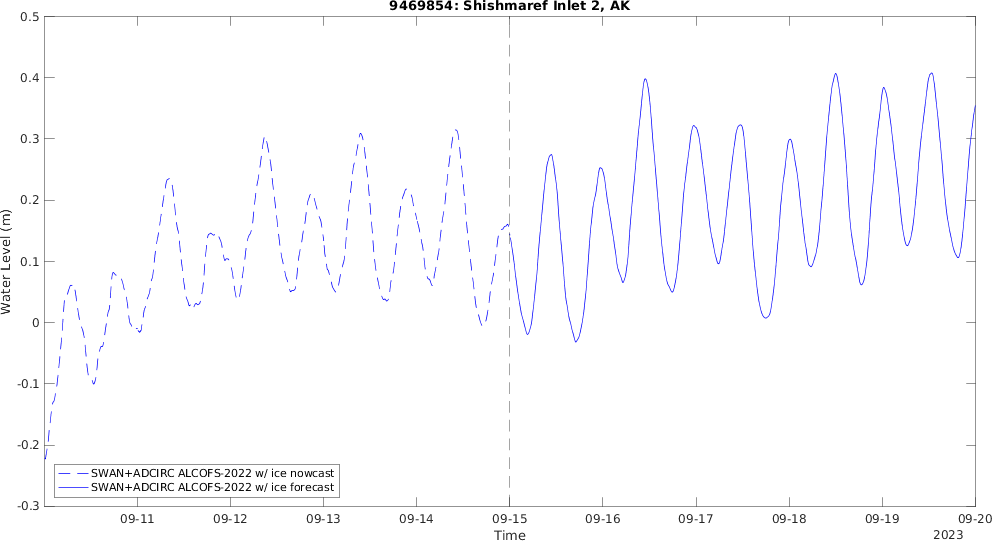 9469854: Shishmaref Inlet 2, AK
0.5
0.4
0.3
0.2
0.1
0
-0.1
-0.2
-0.3
Water Level (m)
SWAN+ADCIRC ALCOFS-2022 w/ ice nowcast
SWAN+ADCIRC ALCOFS-2022 w/ ice forecast
09-11 09-12 09-13 09-14 09-15 09-16 09-17 09-18 09-19 09-20
Time
2023